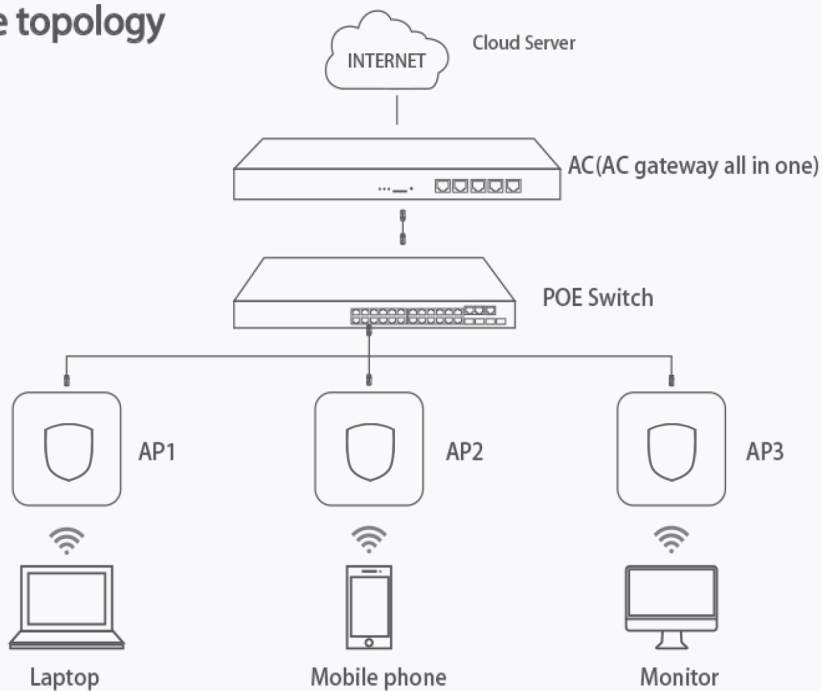 e topology
INTERNET
Cloud Server
AC(AC gateway all in one)
POE Switch
AP1
AP2
AP3
Laptop
Mobile phone
Monitor